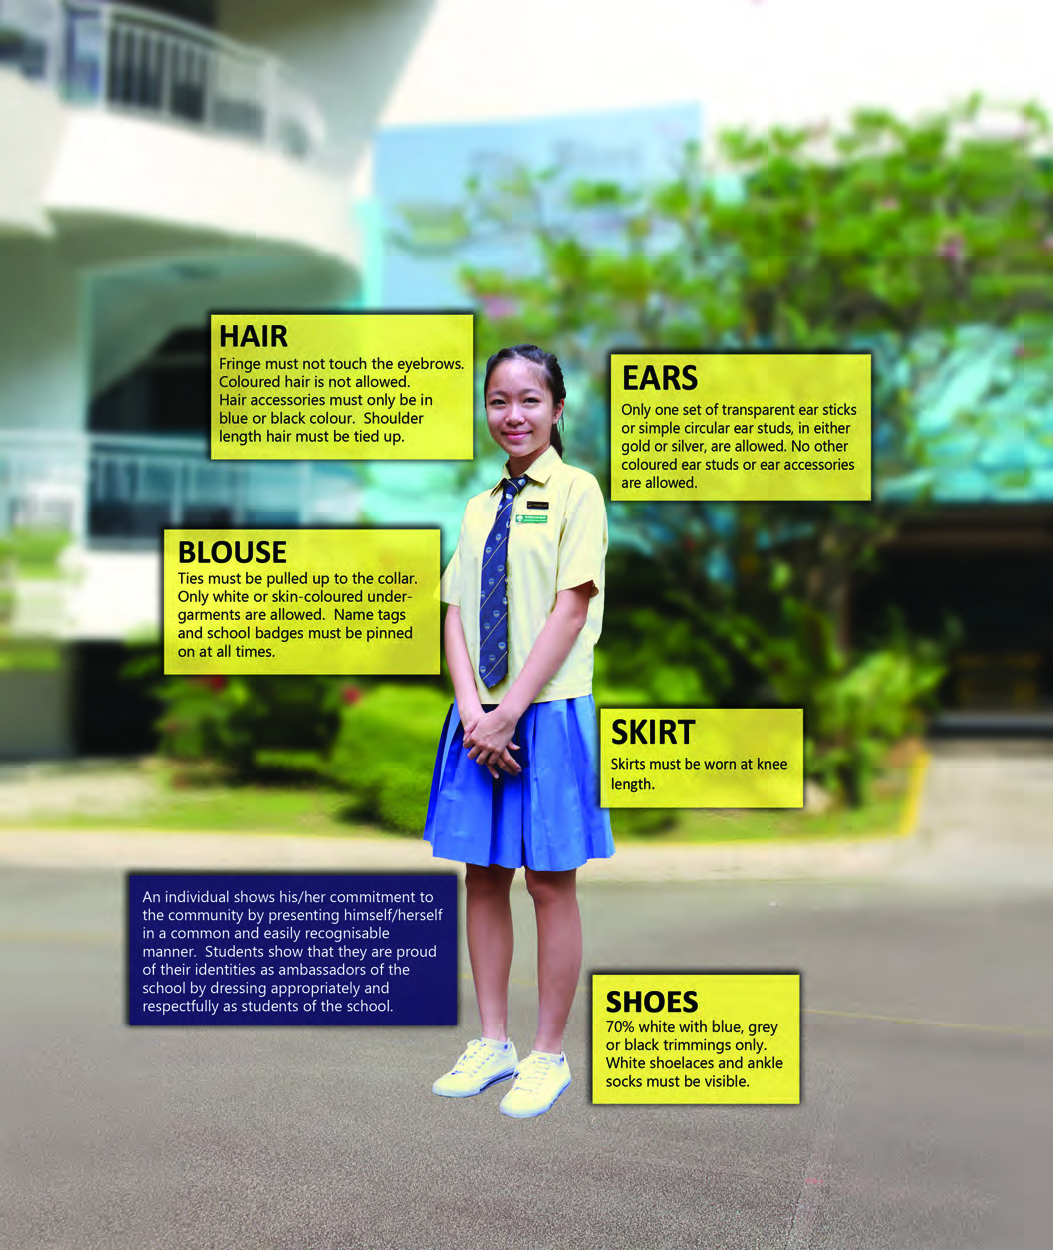 HAIR
Fringe must not touch the eyebrows.
Coloured hair is not allowed.
Hair accessories must only be in
blue or black colour.  Shoulder
length hair must be tied up.
EARS
Only one set of transparent ear sticks
or simple circular ear studs, in either
gold or silver, are allowed. No other
coloured ear studs or ear accessories
are allowed.
BLOUSE
Ties must be pulled up to the collar.
Only white or skin-coloured under-
garments are allowed.  Name tags
and school badges must be pinned
on at all times.
SKIRT
Skirts must be worn at knee
length.
An individual shows his/her commitment to
the community by presenting himself/herself
in a common and easily recognisable
manner.  Students show that they are proud
of their identities as ambassadors of the
school by dressing appropriately and
respectfully as students of the school.
SHOES
70% white with blue, grey
or black trimmings only.
White shoelaces and ankle
socks must be visible.